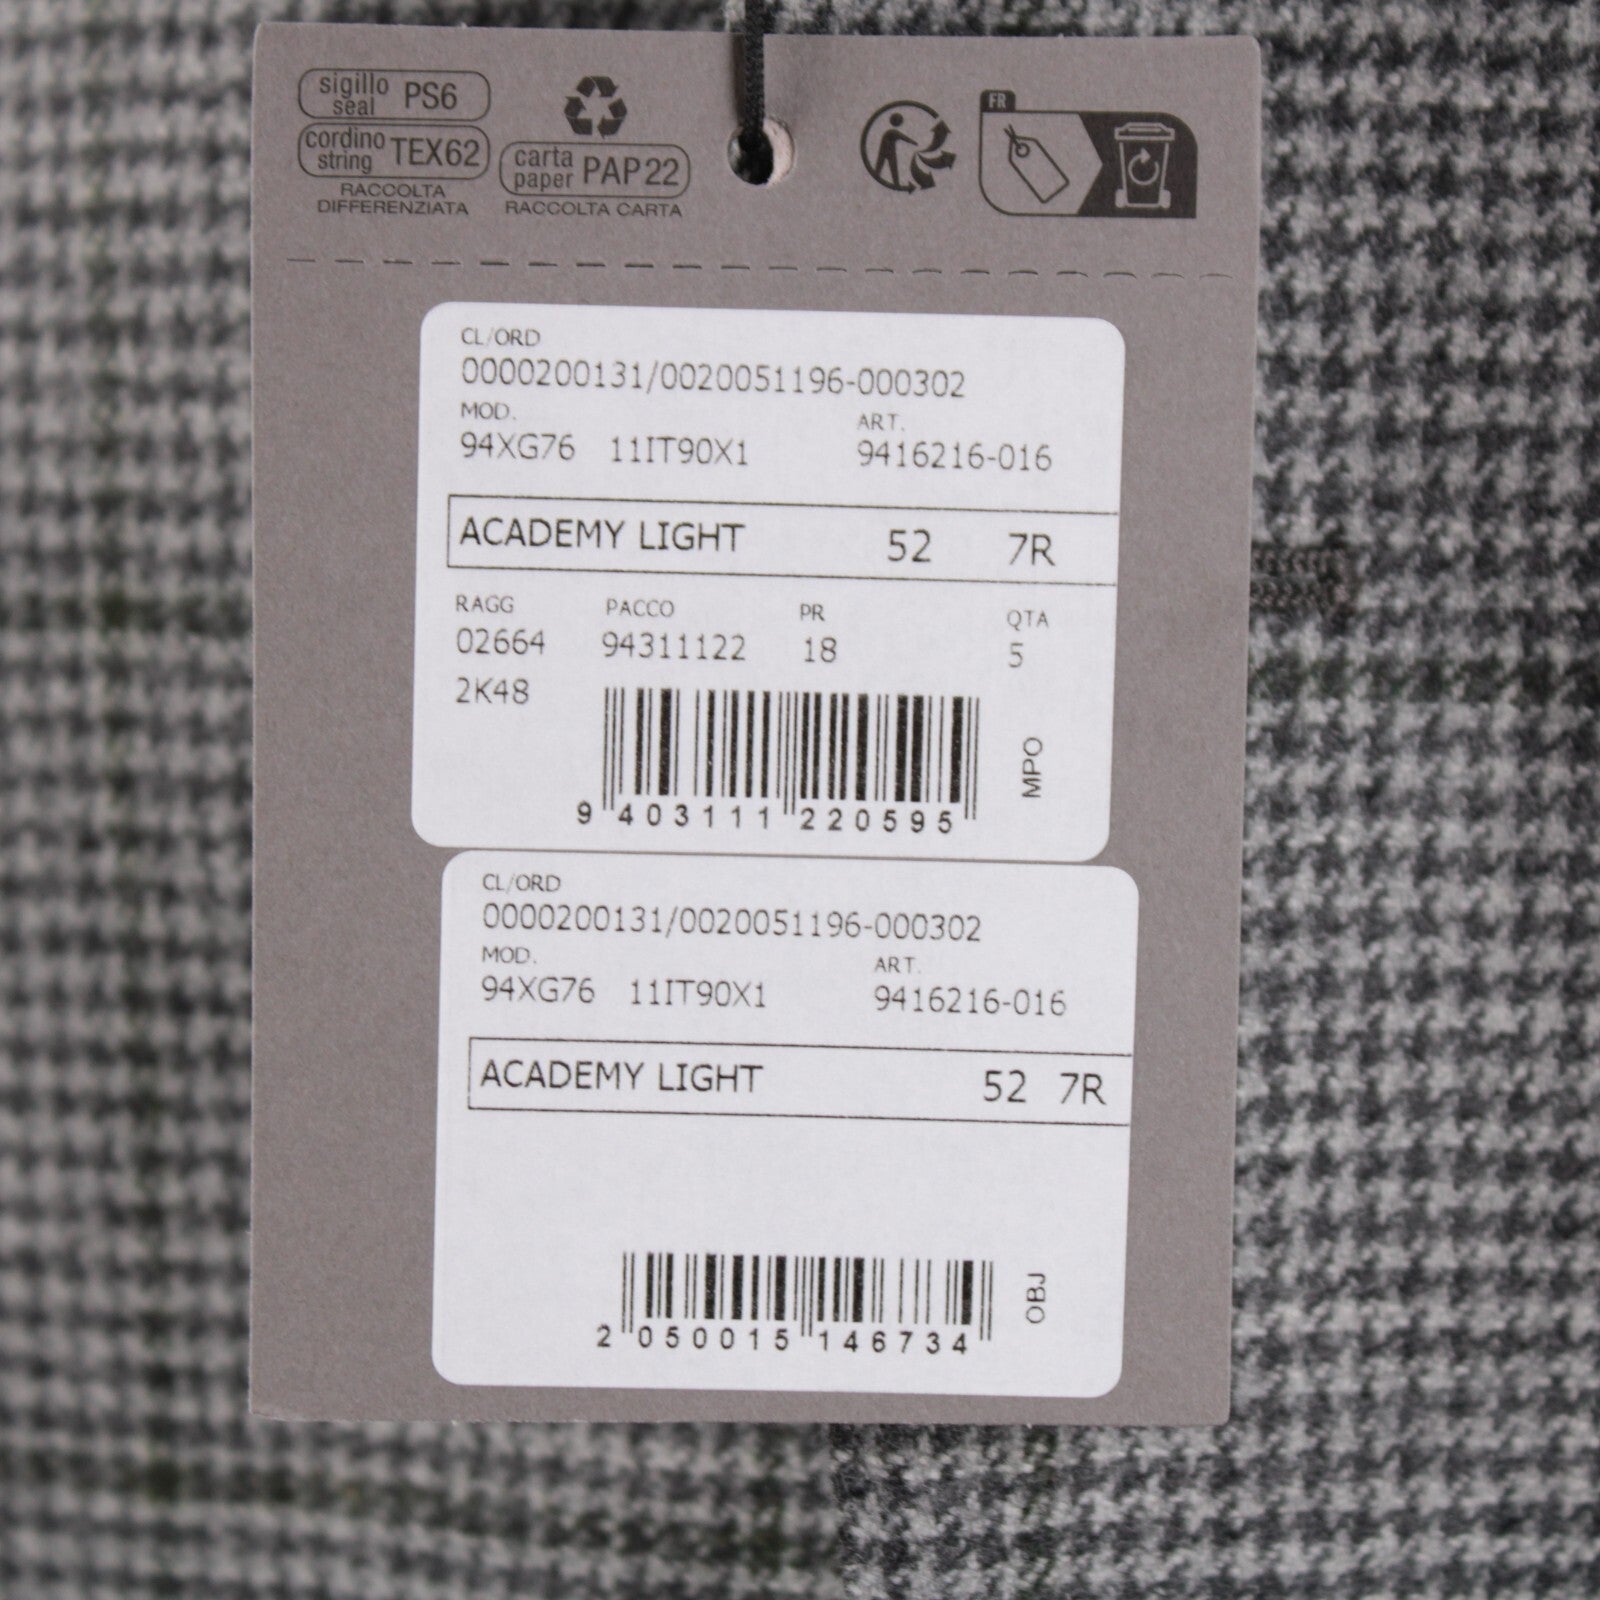 sigillo
seal PS6
cordino
string TEX62
RACCOLTA
DIFFERENZIATA
carta
paper PAP22
RACCOLTA CARTA
FR
CL/ORD
0000200131/0020051196-000302
MOD. ART.
94XG76 11IT90X1 9416216-016
ACADEMY LIGHT 52 7R
RAGG PACCO PR QTA
02664 94311122 18 5
2K48
MPO
9 403111 220595
CL/ORD
0000200131/0020051196-000302
MOD. ART.
94XG76 11IT90X1 9416216-016
ACADEMY LIGHT 52 7R
OBJ
2 050015 146734